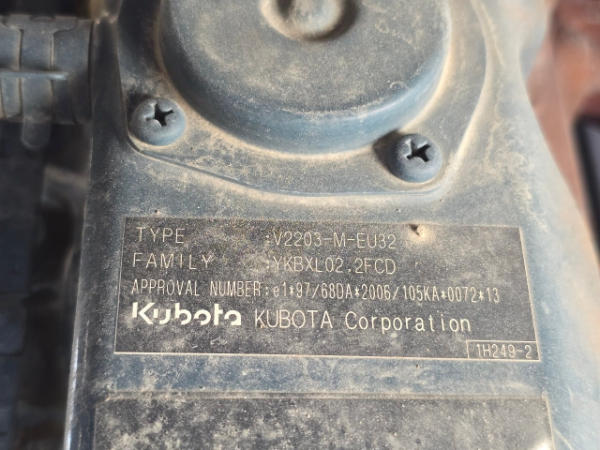 TYPE :V2203-M-EU32
FAMILY :YKBXL02.2FCD
APPROVAL NUMBER:e1*97/68DA*2006/105KA*0072*13
Kubota KUBOTA Corporation
1H249-2